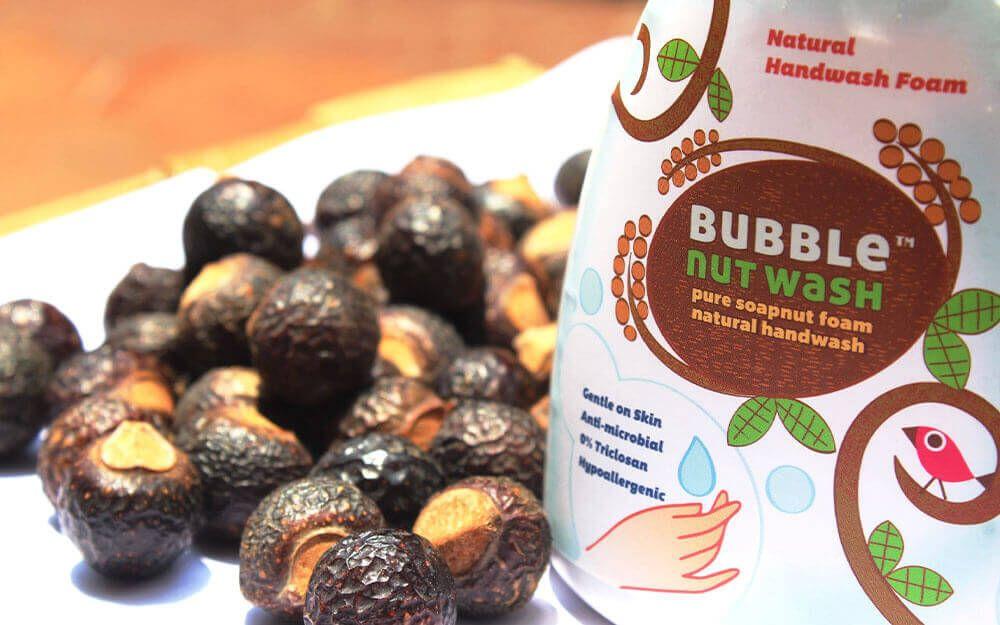 Natural
Handwash Foam
BUBBLe™
nut wash
pure soapnut foam
natural handwash
Gentle on Skin
Anti-microbial
0% Triclosan
Hypoallergenic